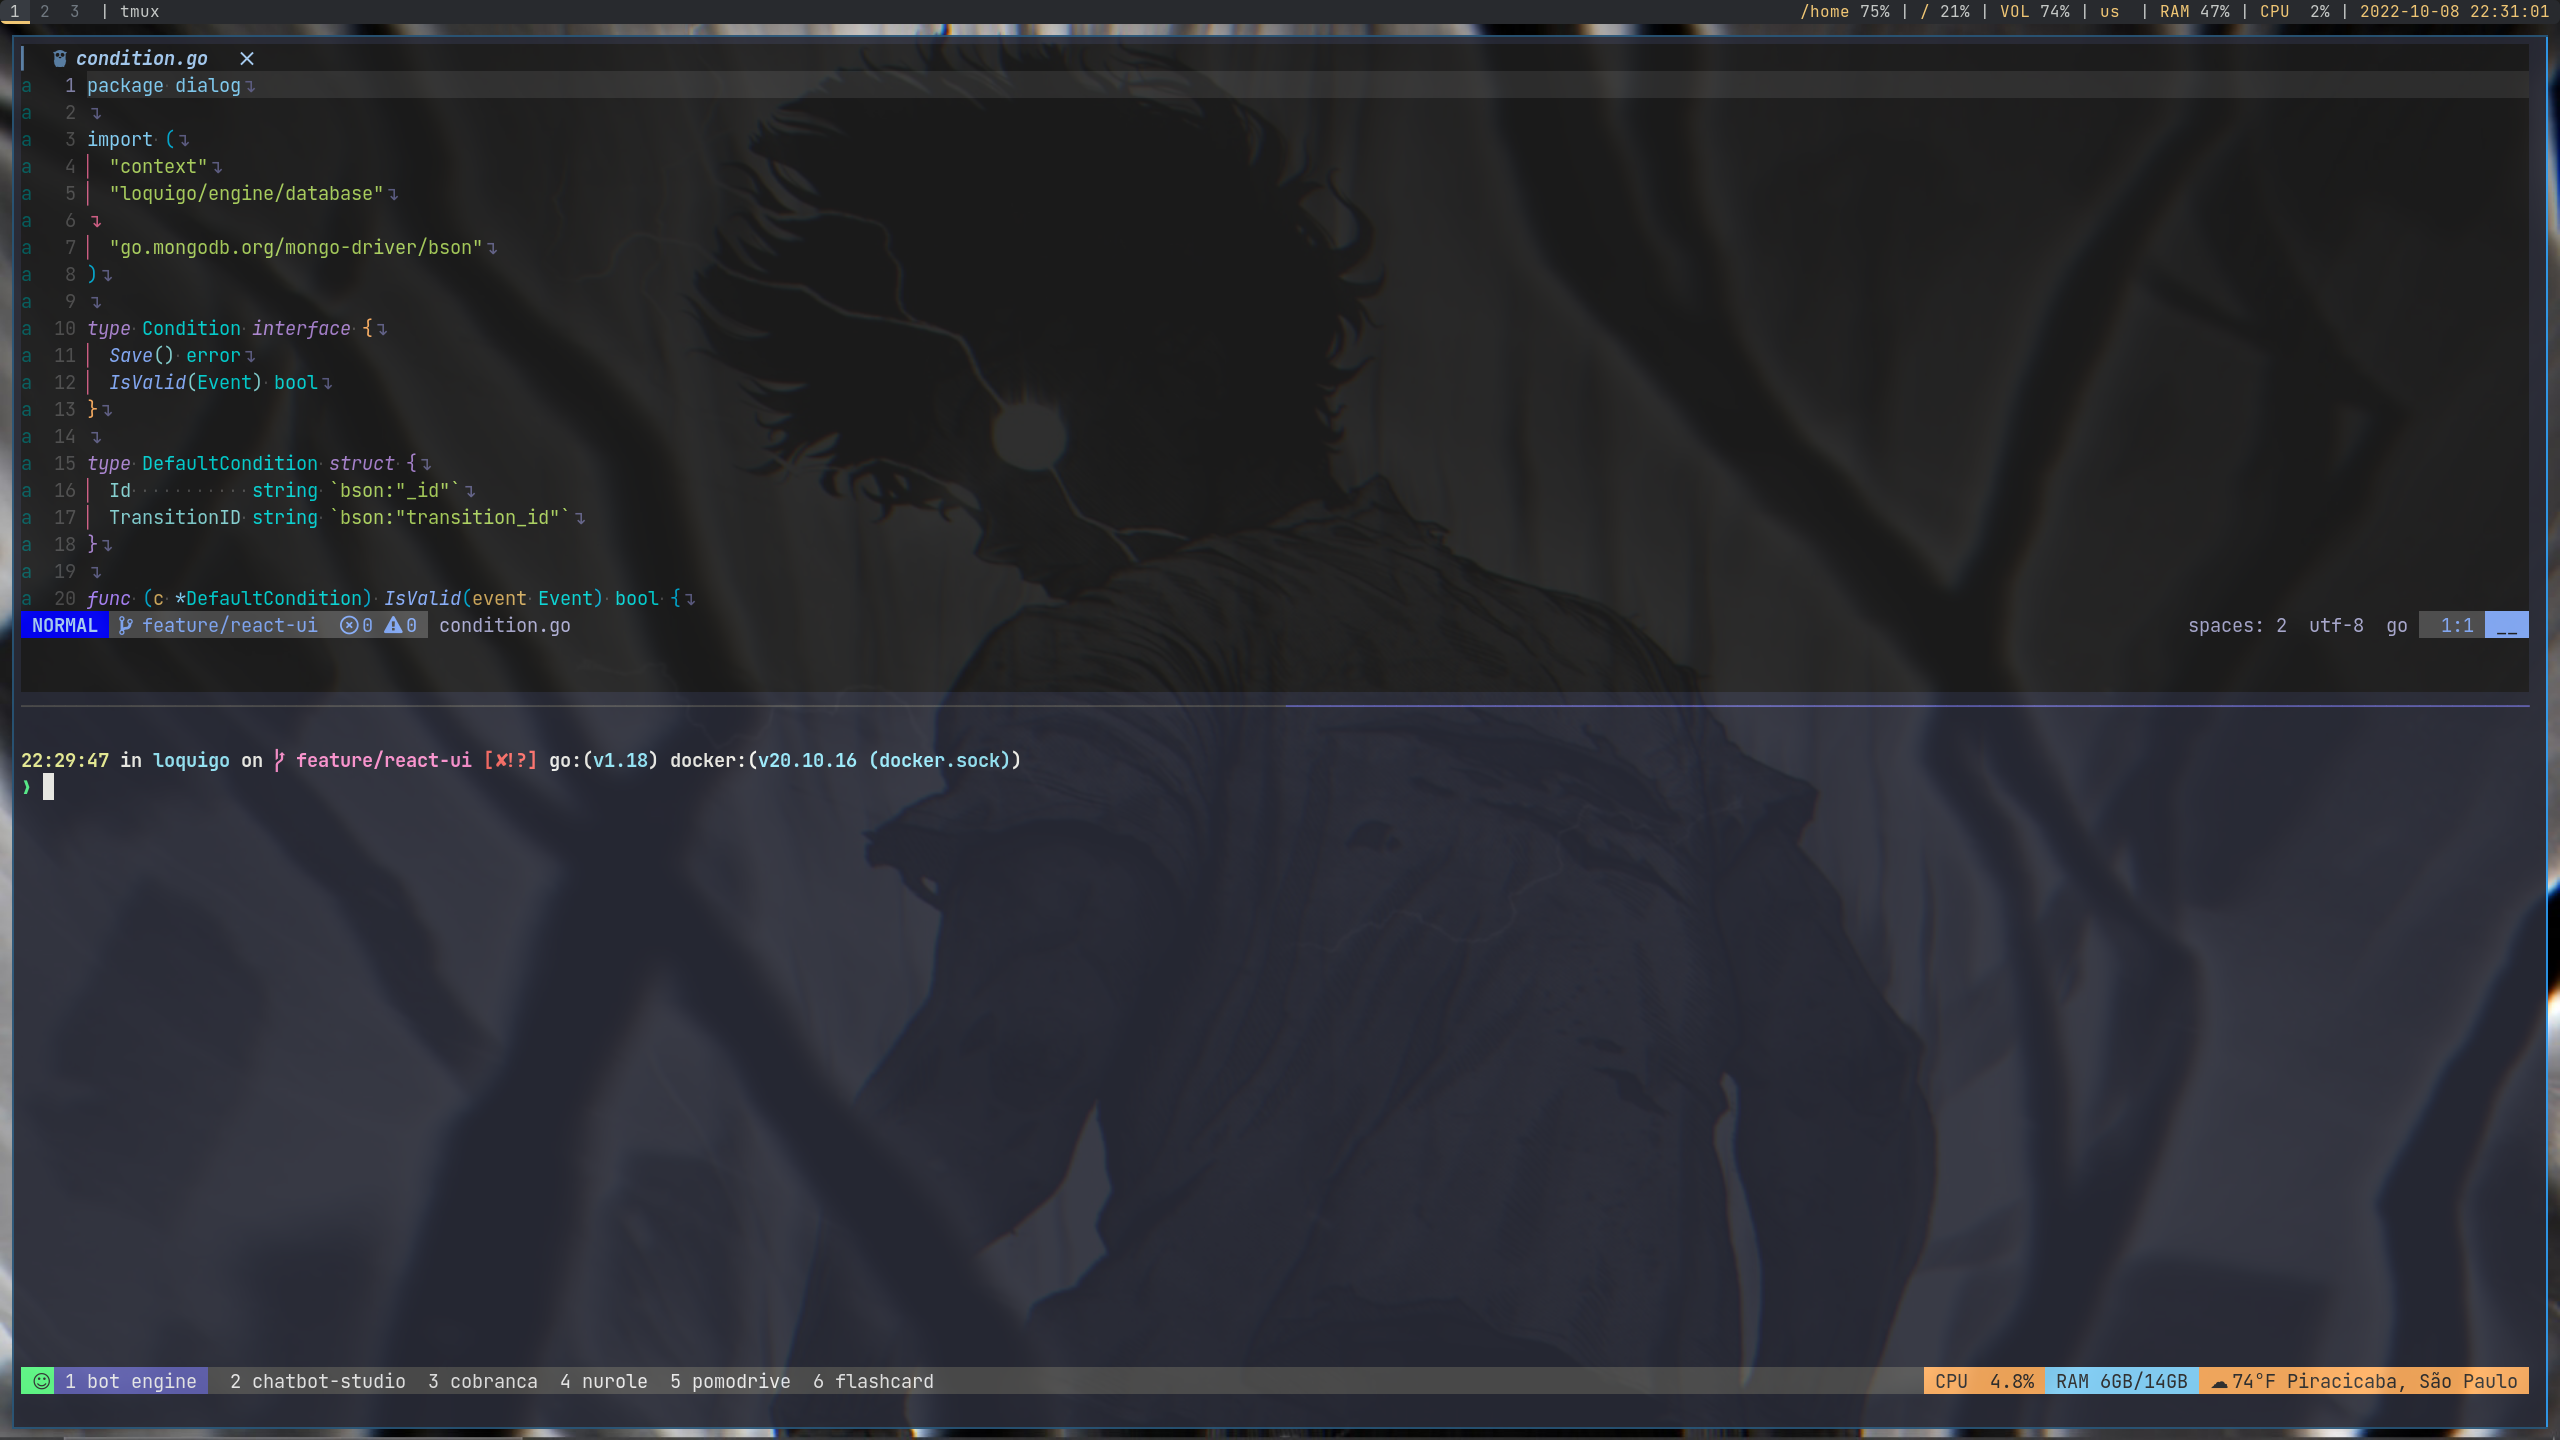 1 2 3 | tmux /home 75% | / 21% | VOL 74% | us | RAM 47% | CPU 2% | 2022-10-08 22:31:01
condition.go ×
a 1 package dialog
a 2
a 3 import (
a 4 "context"
a 5 "loquigo/engine/database"
a 6
a 7 "go.mongodb.org/mongo-driver/bson"
a 8 )
a 9
a 10 type Condition interface {
a 11 Save() error
a 12 IsValid(Event) bool
a 13 }
a 14
a 15 type DefaultCondition struct {
a 16 Id string `bson:"_id"`
a 17 TransitionID string `bson:"transition_id"`
a 18 }
a 19
a 20 func (c *DefaultCondition) IsValid(event Event) bool {
NORMAL feature/react-ui 0 0 condition.go spaces: 2 utf-8 go 1:1 __
22:29:47 in loquigo on feature/react-ui [✘!?] go:(v1.18) docker:(v20.10.16 (docker.sock))
❯
☺ 1 bot engine 2 chatbot-studio 3 cobranca 4 nurole 5 pomodrive 6 flashcard CPU 4.8% RAM 6GB/14GB ☁ 74°F Piracicaba, São Paulo